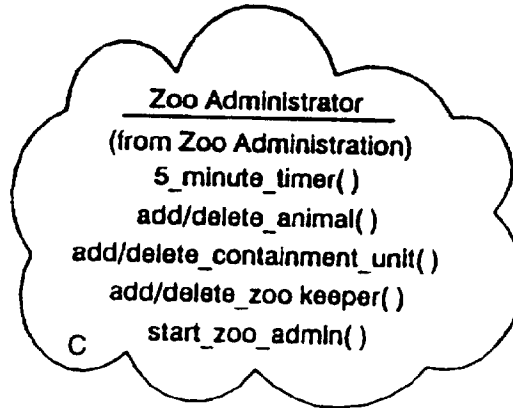 Zoo Administrator
(from Zoo Administration)
5_minute_timer( )
add/delete_animal( )
add/delete_containment_unit( )
add/delete_zoo keeper( )
start_zoo_admin( )
C